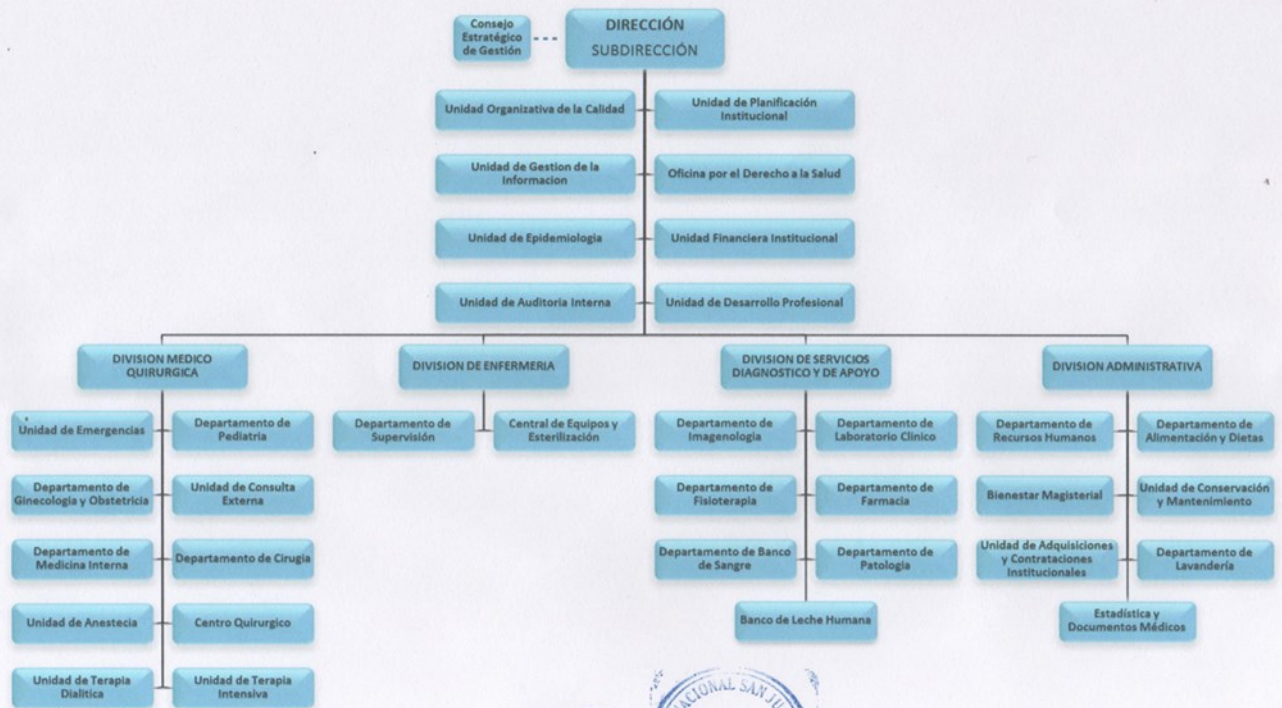 Consejo
Estratégico
de Gestión
DIRECCIÓN
SUBDIRECCIÓN
Unidad Organizativa de la Calidad
Unidad de Planificación
Institucional
Unidad de Gestion de la
Informacion
Oficina por el Derecho a la Salud
Unidad de Epidemiologia
Unidad Financiera Institucional
Unidad de Auditoria Interna
Unidad de Desarrollo Profesional
DIVISION MEDICO
QUIRURGICA
DIVISION DE ENFERMERIA
DIVISION DE SERVICIOS
DIAGNOSTICO Y DE APOYO
DIVISION ADMINISTRATIVA
Unidad de Emergencias
Departamento de
Pediatria
Departamento de
Supervisión
Central de Equipos y
Esterilización
Departamento de
Imagenologia
Departamento de
Laboratorio Clinico
Departamento de
Recursos Humanos
Departamento de
Alimentación y Dietas
Departamento de
Ginecologia y Obstetricia
Unidad de Consulta
Externa
Departamento de
Fisioterapia
Departamento de
Farmacia
Bienestar Magisterial
Unidad de Conservación
y Mantenimiento
Departamento de
Medicina Interna
Departamento de Cirugia
Departamento de Banco
de Sangre
Departamento de
Patologia
Unidad de Adquisiciones
y Contrataciones
Institucionales
Departamento de
Lavandería
Unidad de Anestecia
Centro Quirurgico
Banco de Leche Humana
Estadística y
Documentos Médicos
Unidad de Terapia
Dialitica
Unidad de Terapia
Intensiva
NACIONAL SAN JU